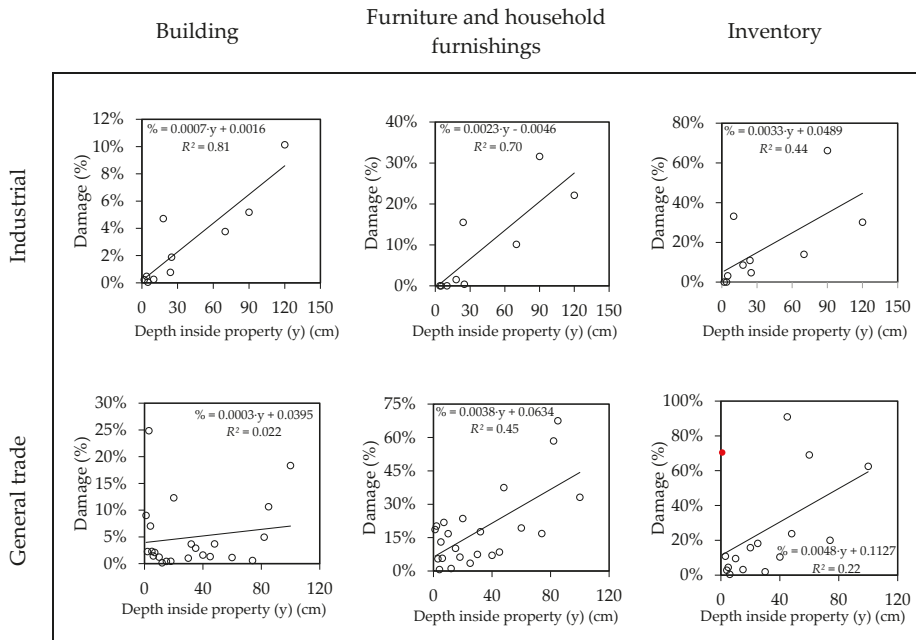 Building
Furniture and household
furnishings
Inventory
Industrial
Damage (%)
12%
10%
8%
6%
4%
2%
0%
% = 0.0007·y + 0.0016
R² = 0.81
0 30 60 90 120 150
Depth inside property (y) (cm)
Damage (%)
40%
30%
20%
10%
0%
% = 0.0023·y - 0.0046
R² = 0.70
0 30 60 90 120 150
Depth inside property (y) (cm)
Damage (%)
80%
60%
40%
20%
0%
% = 0.0033·y + 0.0489
R² = 0.44
0 30 60 90 120 150
Depth inside property (y) (cm)
General trade
Damage (%)
30%
25%
20%
15%
10%
5%
0%
% = 0.0003·y + 0.0395
R² = 0.022
0 40 80 120
Depth inside property (y) (cm)
Damage (%)
75%
60%
45%
30%
15%
0%
% = 0.0038·y + 0.0634
R² = 0.45
0 30 60 90 120
Depth inside property (y) (cm)
Damage (%)
100%
80%
60%
40%
20%
0%
% = 0.0048·y + 0.1127
R² = 0.22
0 40 80 120
Depth inside property (y) (cm)